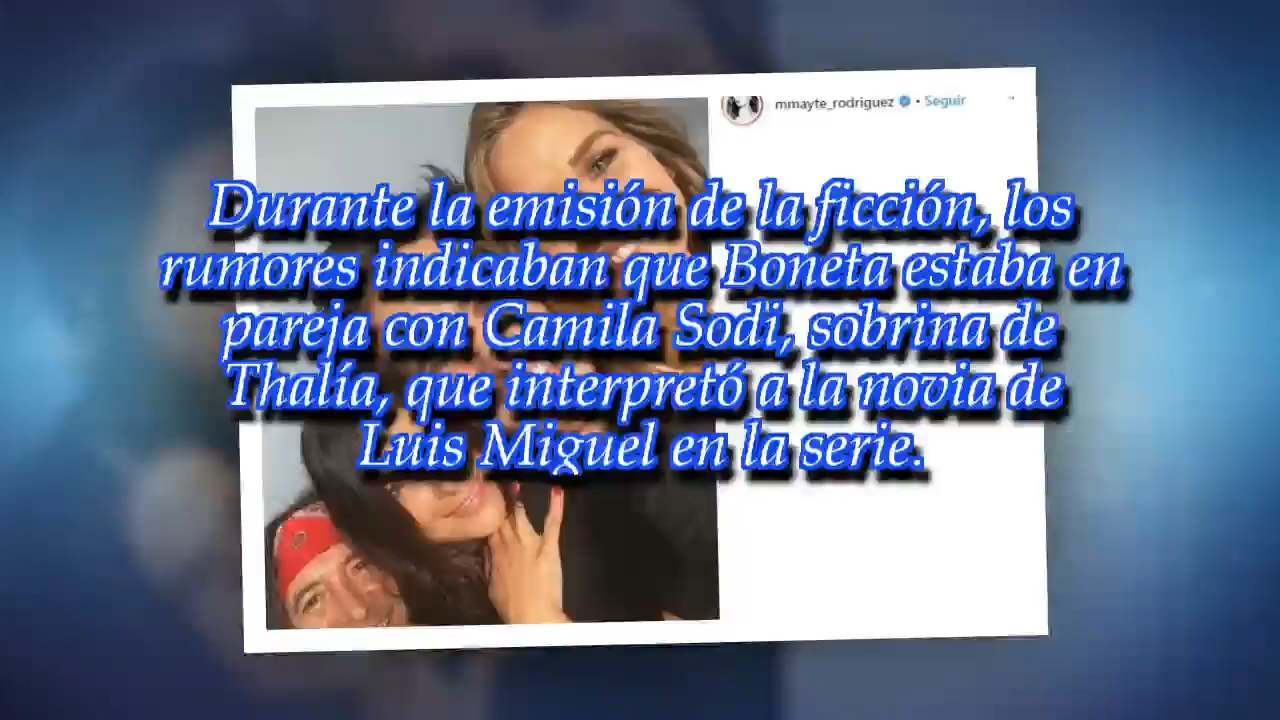 mmayte_rodriguez • Seguir
Durante la emisión de la ficción, los
rumores indicaban que Boneta estaba en
pareja con Camila Sodi, sobrina de
Thalía, que interpretó a la novia de
Luis Miguel en la serie.